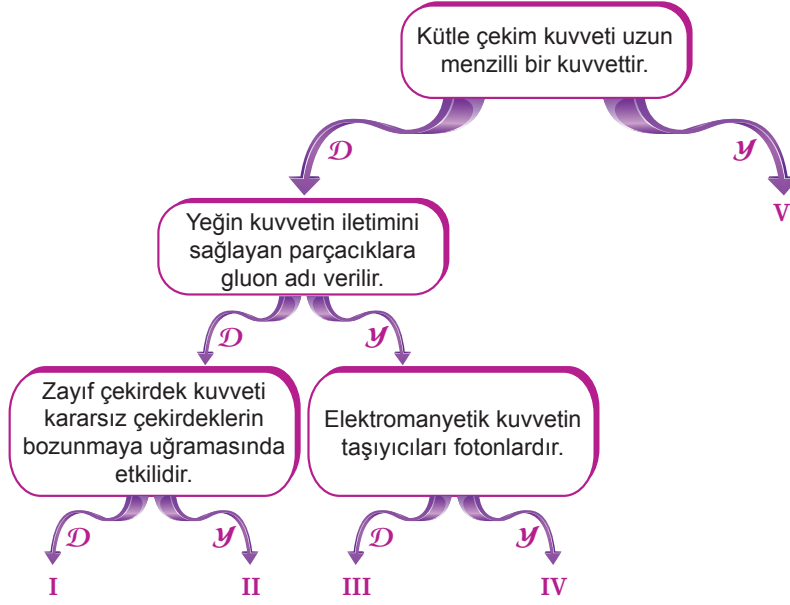 Kütle çekim kuvveti uzun
menzilli bir kuvvettir.
D
Y
V
Yeğin kuvvetin iletimini
sağlayan parçacıklara
gluon adı verilir.
D
Y
Zayıf çekirdek kuvveti
kararsız çekirdeklerin
bozunmaya uğramasında
etkilidir.
Elektromanyetik kuvvetin
taşıyıcıları fotonlardır.
D
Y
D
Y
I
II
III
IV